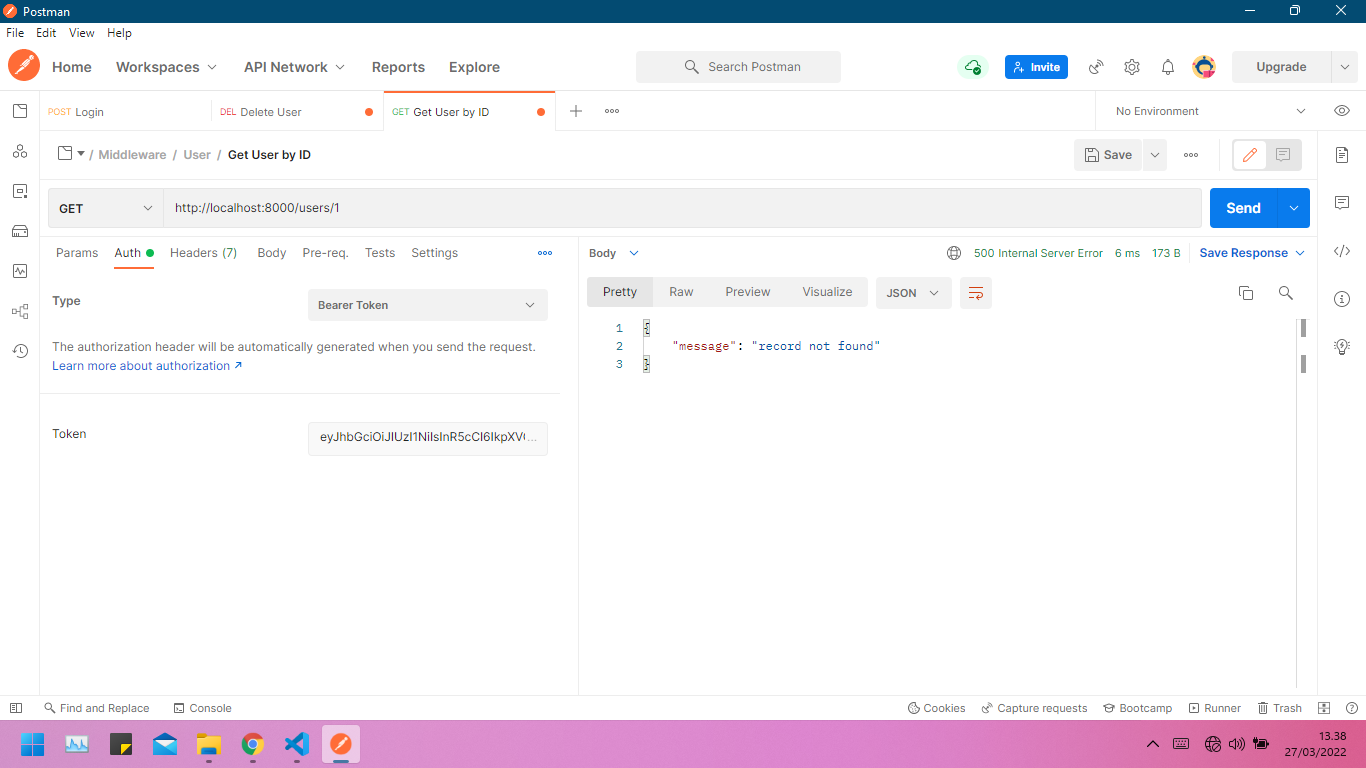 Postman
File Edit View Help
Home Workspaces API Network Reports Explore Search Postman Invite Upgrade
POST Login DEL Delete User GET Get User by ID No Environment
/ Middleware / User / Get User by ID Save
GET http://localhost:8000/users/1 Send
Params Auth Headers (7) Body Pre-req. Tests Settings
Body 500 Internal Server Error 6 ms 173 B Save Response
Pretty Raw Preview Visualize JSON
Type Bearer Token
The authorization header will be automatically generated when you send the request.
Learn more about authorization ↗
Token eyJhbGciOiJIUzI1NiIsInR5cCI6IkpXV...
1 {
2 "message": "record not found"
3 }
Find and Replace Console Cookies Capture requests Bootcamp Runner Trash
13.38
27/03/2022